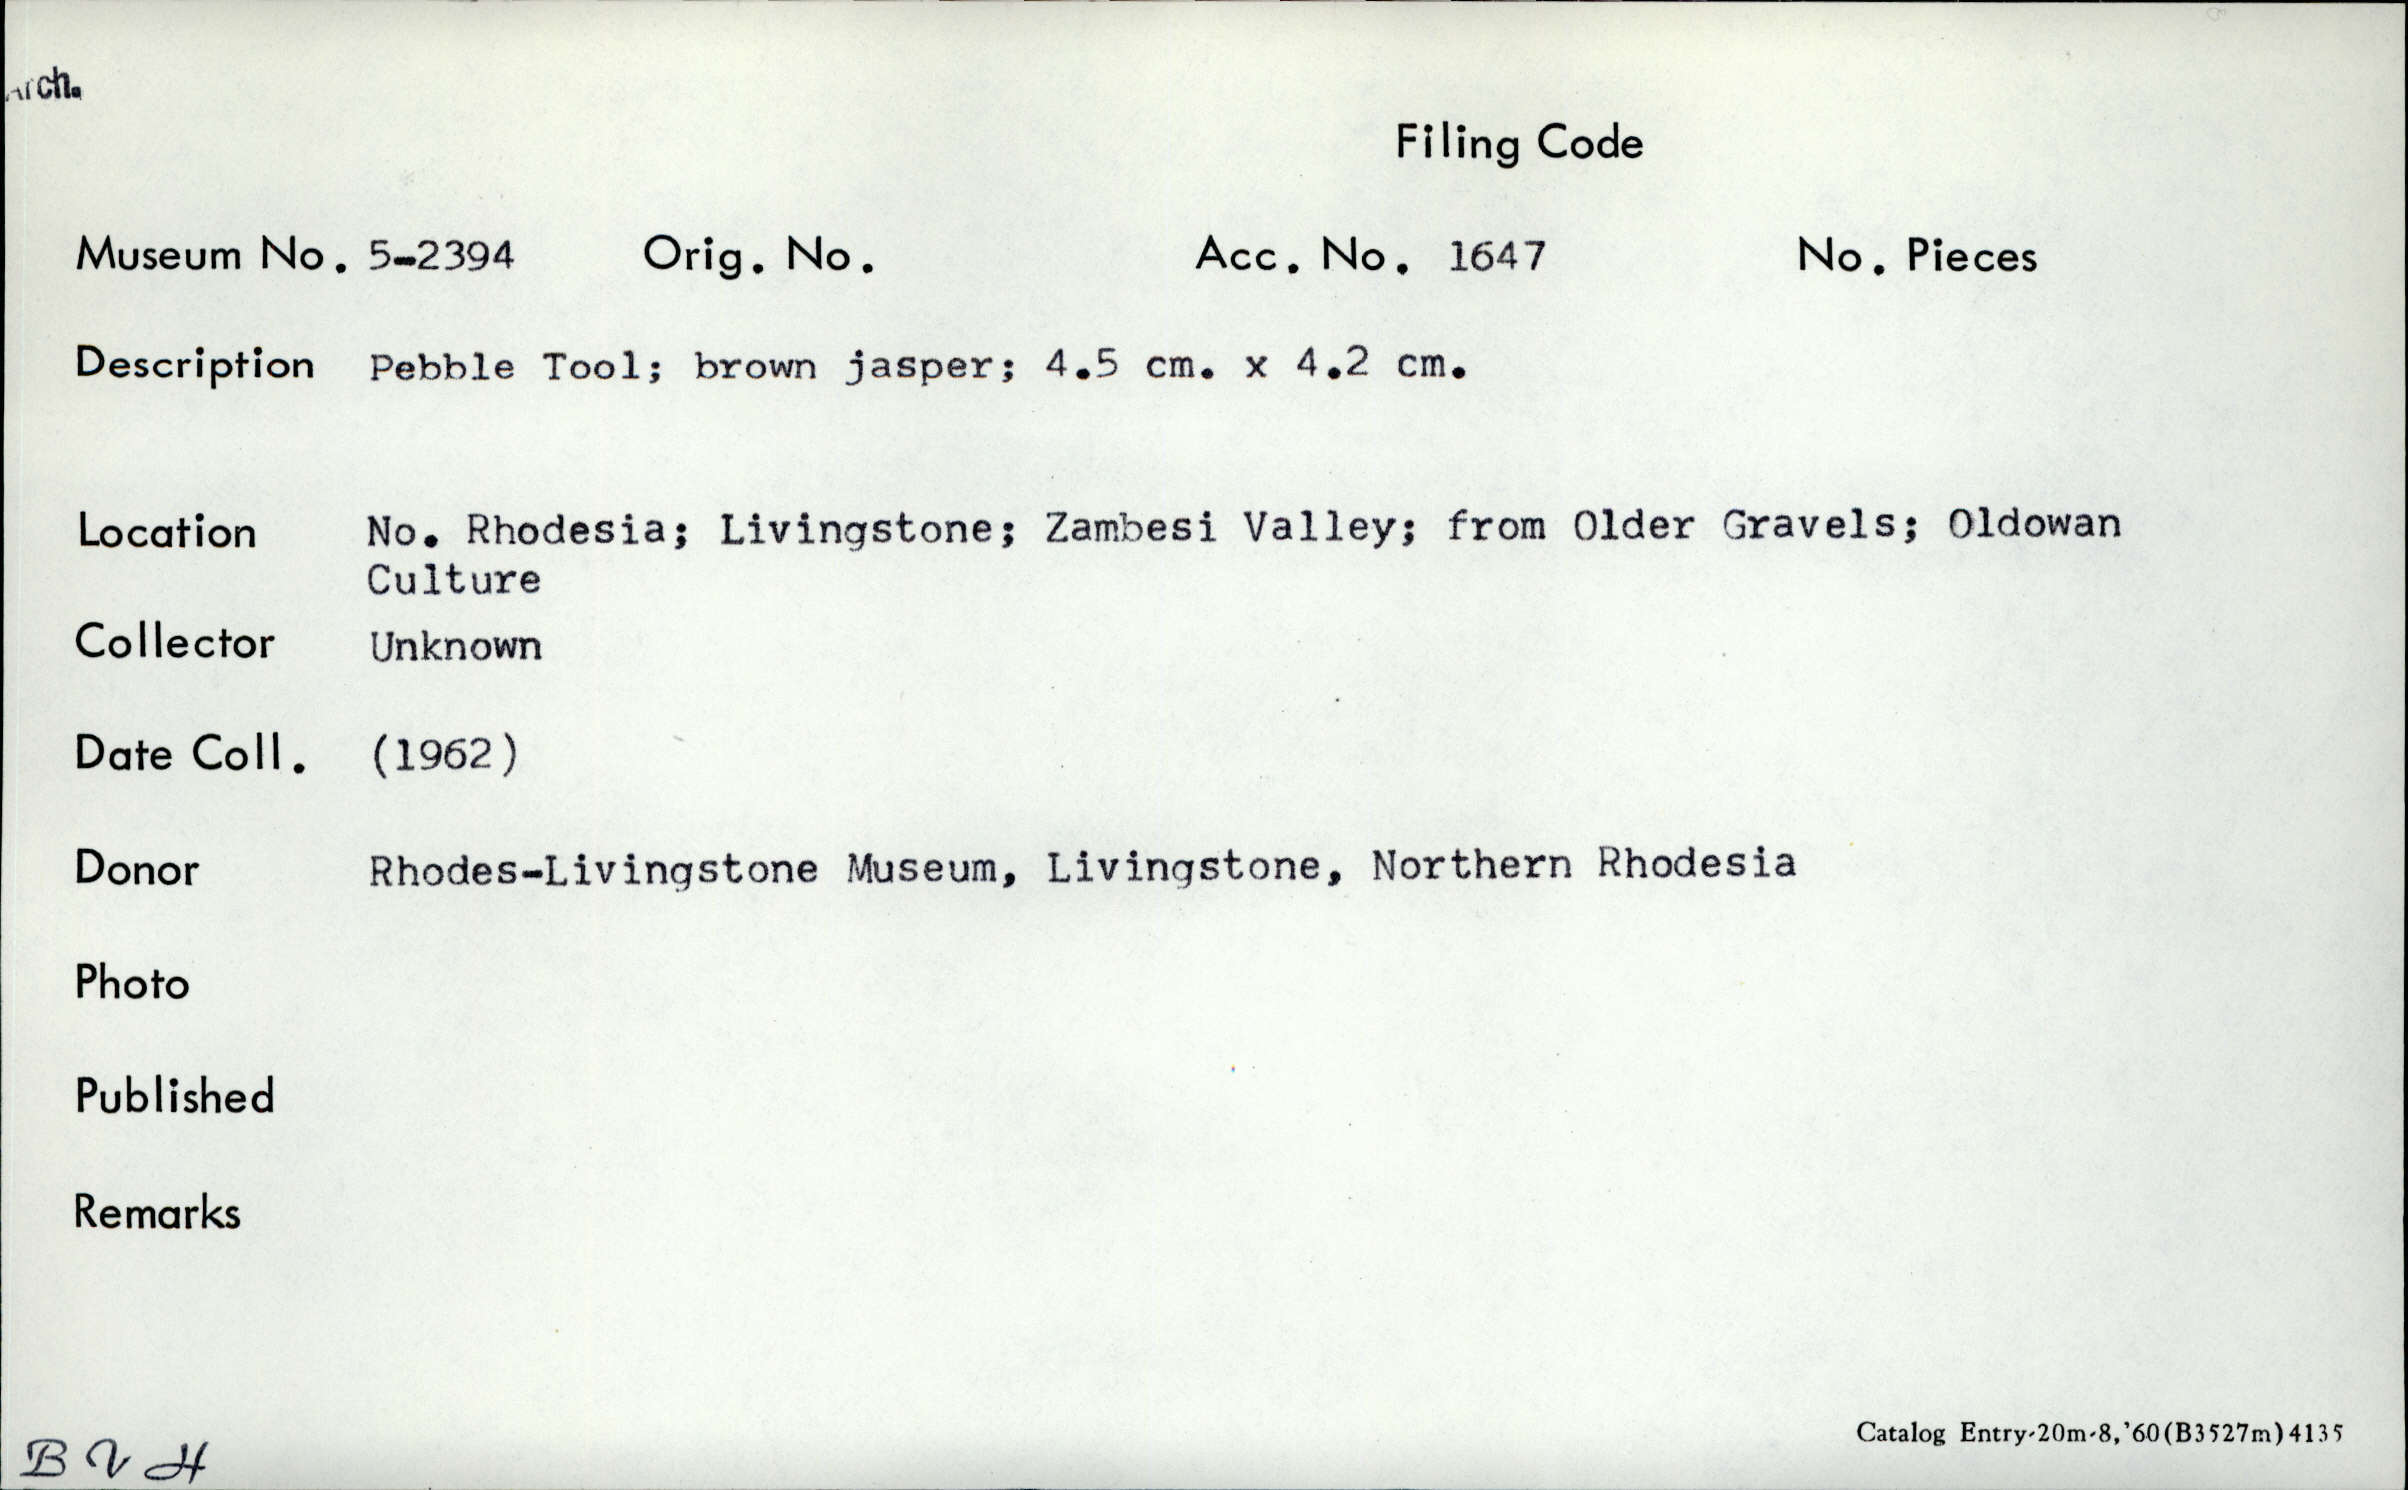 Arch.
Filing Code
Museum No. 5-2394 Orig. No. Acc. No. 1647 No. Pieces
Description Pebble Tool; brown jasper; 4.5 cm. x 4.2 cm.
Location No. Rhodesia; Livingstone; Zambesi Valley; from Older Gravels; Oldowan
Culture
Collector Unknown
Date Coll. (1962)
Donor Rhodes-Livingstone Museum, Livingstone, Northern Rhodesia
Photo
Published
Remarks
Catalog Entry-20m-8,'60(B3527m)4135
B V H